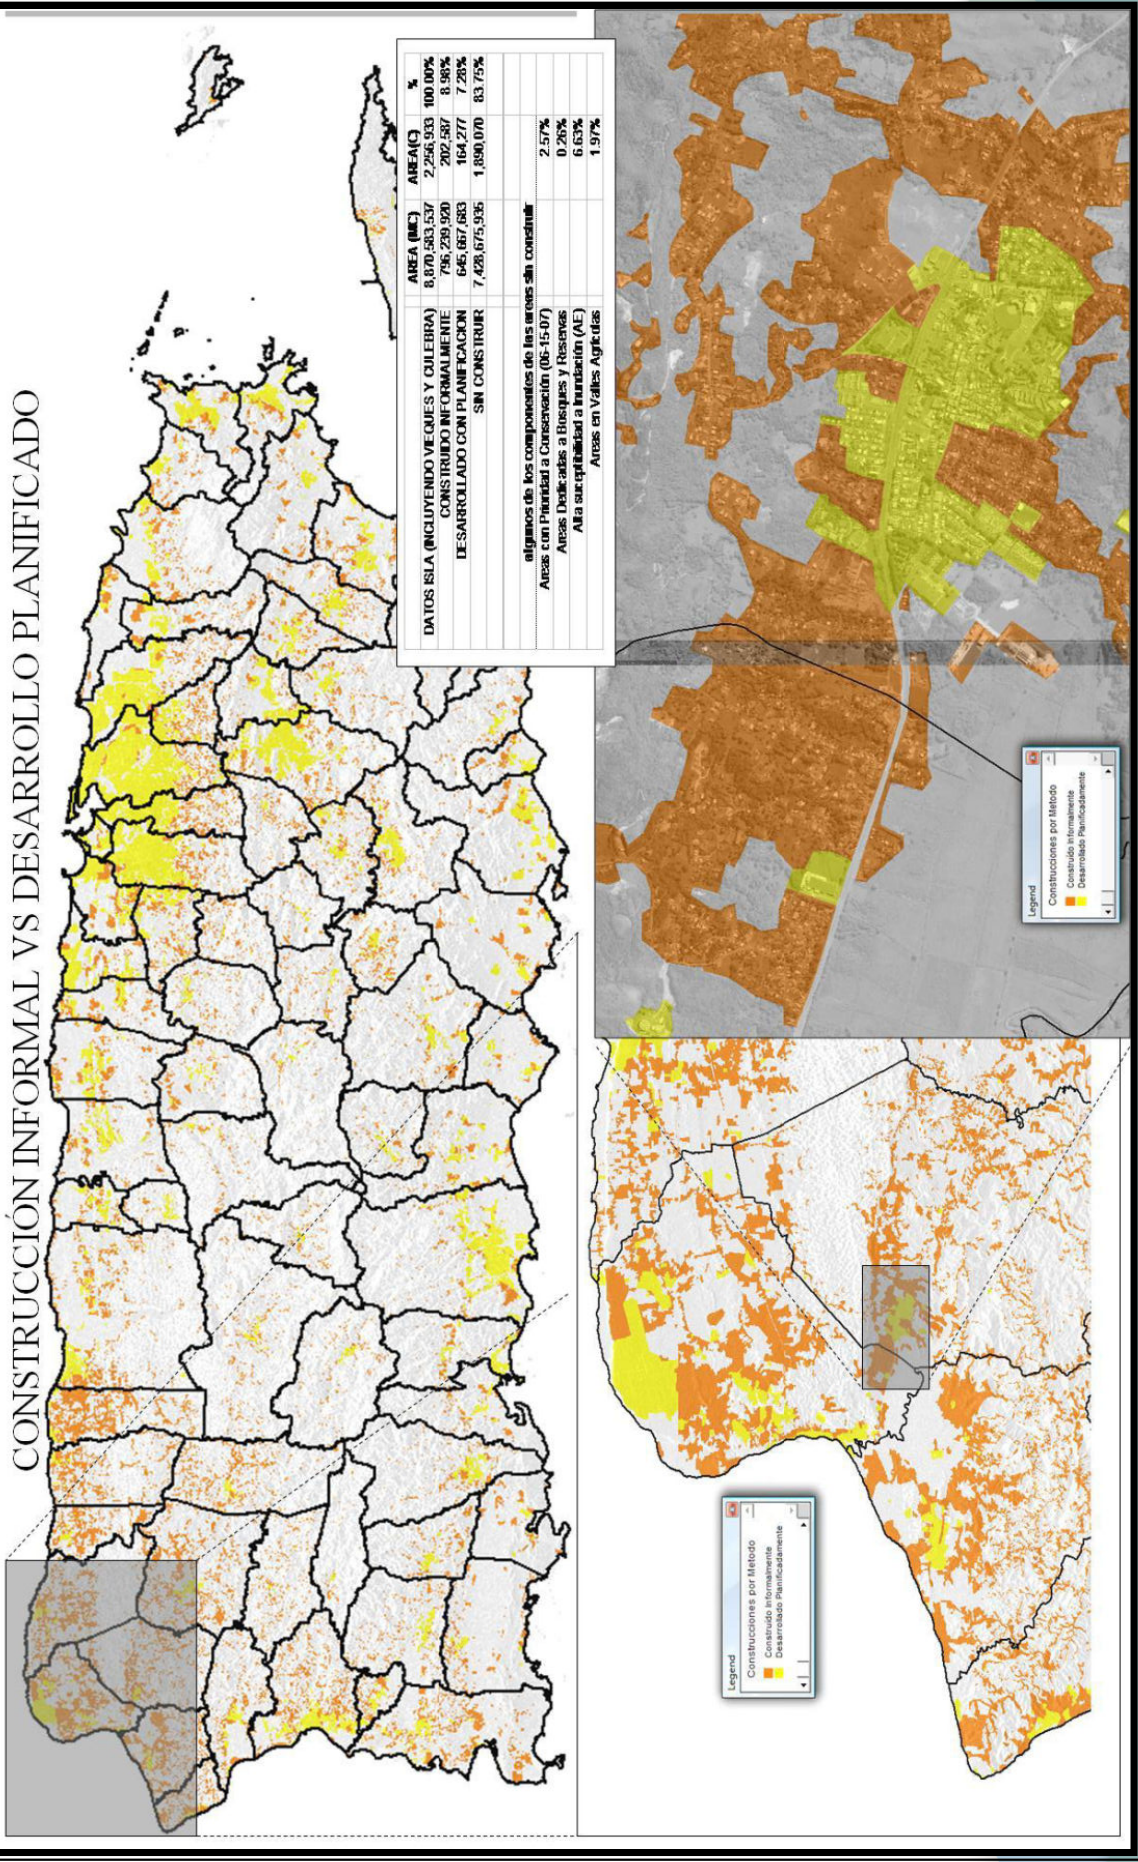 CONSTRUCCIÓN INFORMAL VS DESARROLLO PLANIFICADO
AREA (MC) AREA(C) %
DATOS ISLA (INCLUYENDO VIEQUES Y CULEBRA) 8,870,583,537 2,256,933 100.00%
CONSTRUIDO INFORMALMENTE 796,239,920 202,587 8.98%
DESARROLLADO CON PLANIFICACION 645,667,683 164,277 7.28%
SIN CONSTRUIR 7,428,675,935 1,890,070 83.75%
algunos de los componentes de las areas sin construir
Areas con Prioridad a Conservación (06-15-07) 2.57%
Areas Dedicadas a Bosques y Reservas 0.26%
Alta suceptibilidad a Inundación (AE) 6.63%
Areas en Valles Agricolas 1.97%
Legend
Construcciones por Metodo
Construido Informalmente
Desarrollado Planificadamente
Legend
Construcciones por Metodo
Construido Informalmente
Desarrollado Planificadamente